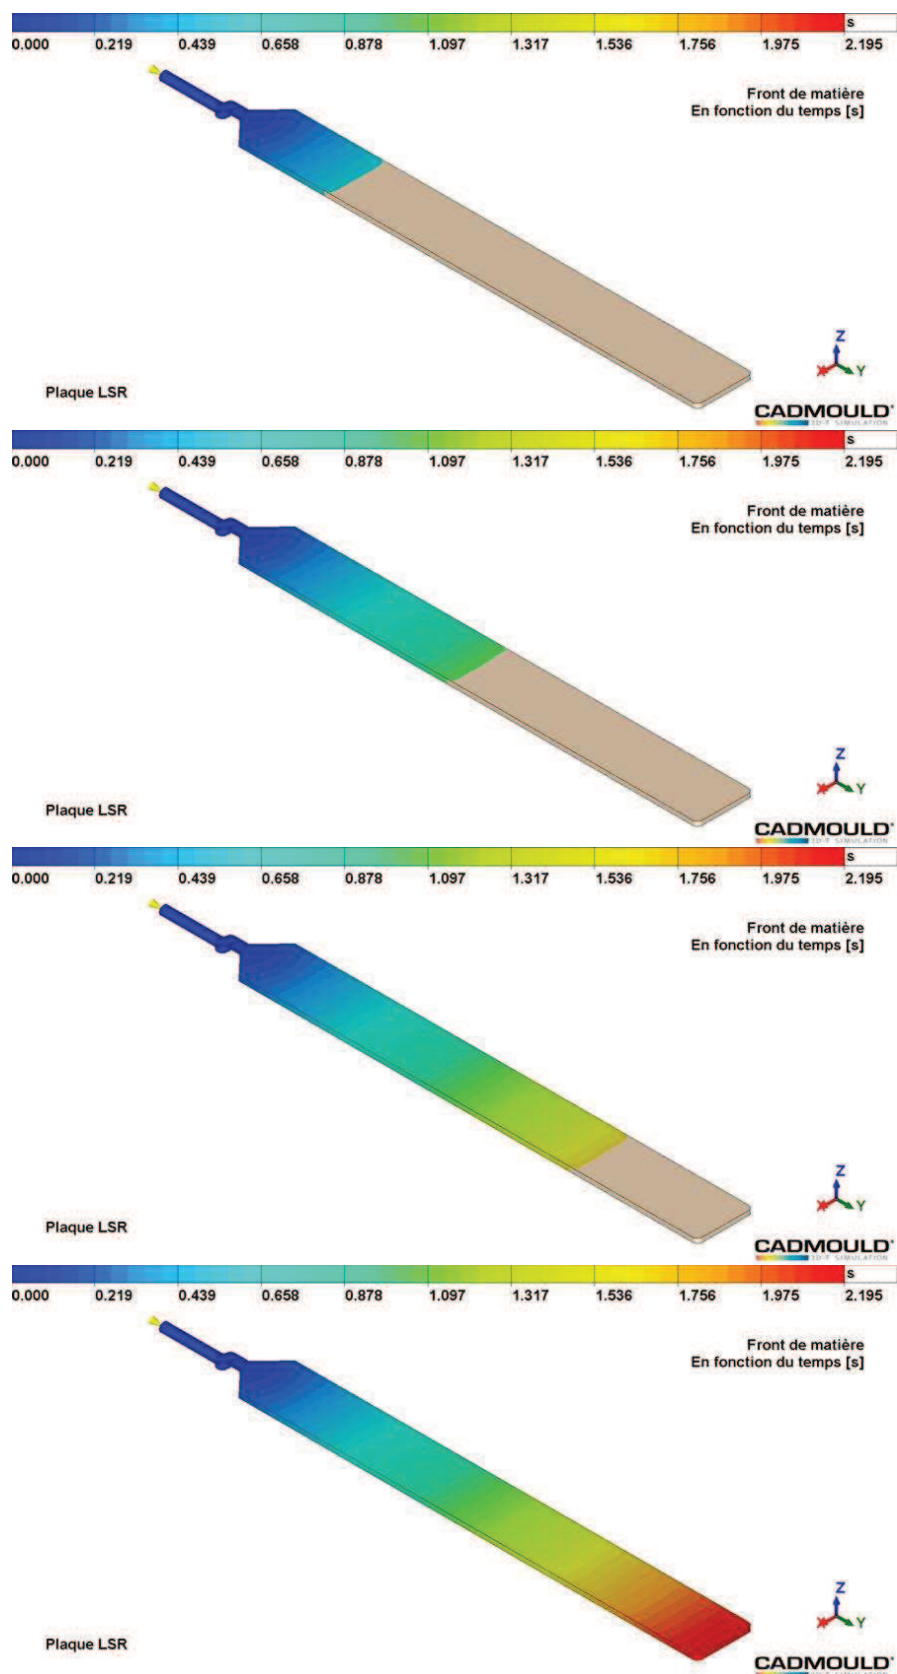 s
0.000 0.219 0.439 0.658 0.878 1.097 1.317 1.536 1.756 1.975 2.195
Front de matière
En fonction du temps [s]
Z
X Y
Plaque LSR
CADMOULD®
3D-F SIMULATION
s
0.000 0.219 0.439 0.658 0.878 1.097 1.317 1.536 1.756 1.975 2.195
Front de matière
En fonction du temps [s]
Z
X Y
Plaque LSR
CADMOULD®
3D-F SIMULATION
s
0.000 0.219 0.439 0.658 0.878 1.097 1.317 1.536 1.756 1.975 2.195
Front de matière
En fonction du temps [s]
Z
X Y
Plaque LSR
CADMOULD®
3D-F SIMULATION
s
0.000 0.219 0.439 0.658 0.878 1.097 1.317 1.536 1.756 1.975 2.195
Front de matière
En fonction du temps [s]
Z
X Y
Plaque LSR
CADMOULD®